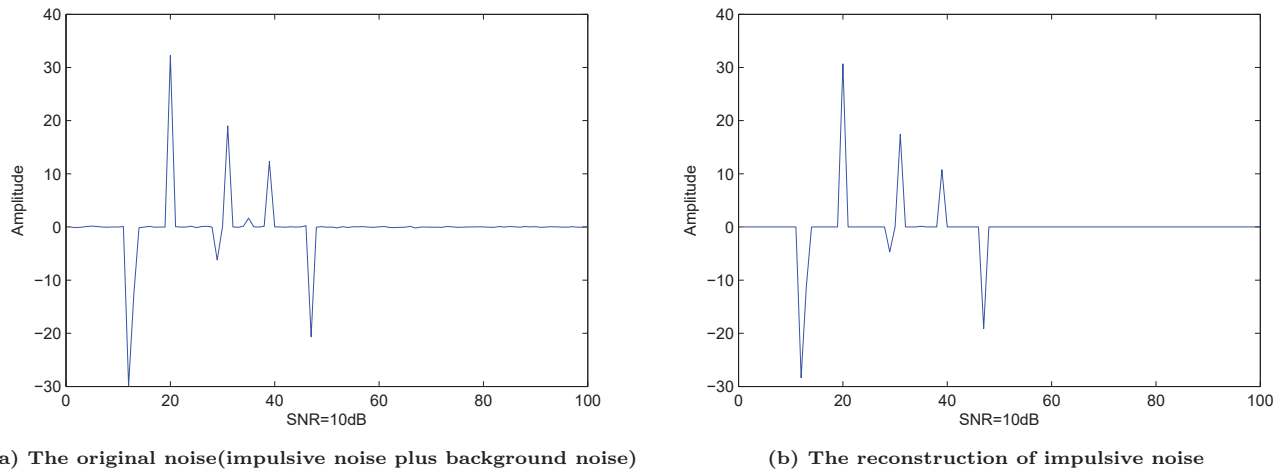 40
30
20
10
0
−10
−20
−30
Amplitude
0 20 40 60 80 100
SNR=10dB
a) The original noise(impulsive noise plus background noise)
40
30
20
10
0
−10
−20
−30
Amplitude
0 20 40 60 80 100
SNR=10dB
(b) The reconstruction of impulsive noise